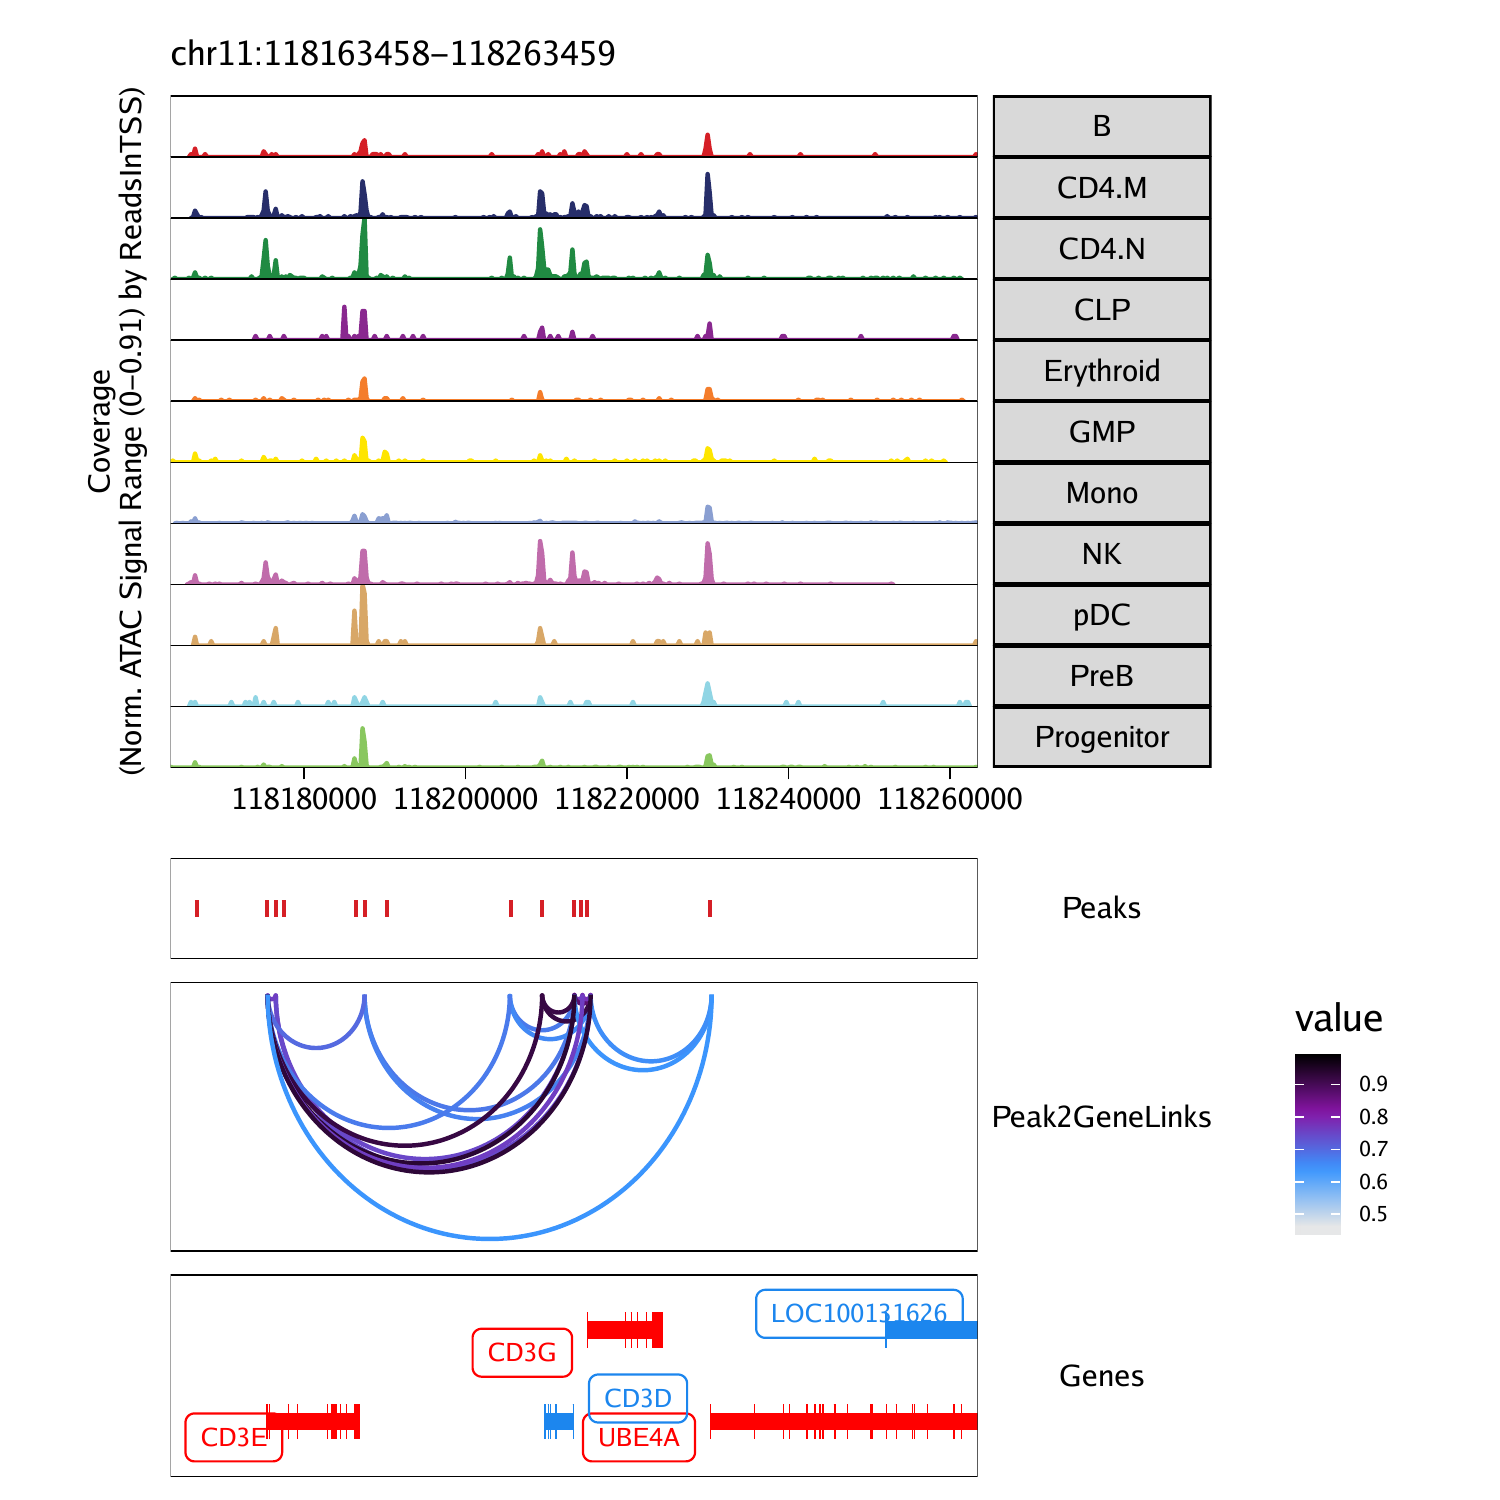 chr11:118163458–118263459
Coverage
(Norm. ATAC Signal Range (0–0.91) by ReadsInTSS)
B
CD4.M
CD4.N
CLP
Erythroid
GMP
Mono
NK
pDC
PreB
Progenitor
118180000 118200000 118220000 118240000 118260000
Peaks
Peak2GeneLinks
value
0.9
0.8
0.7
0.6
0.5
LOC100131626
CD3G
Genes
CD3D
CD3E
UBE4A